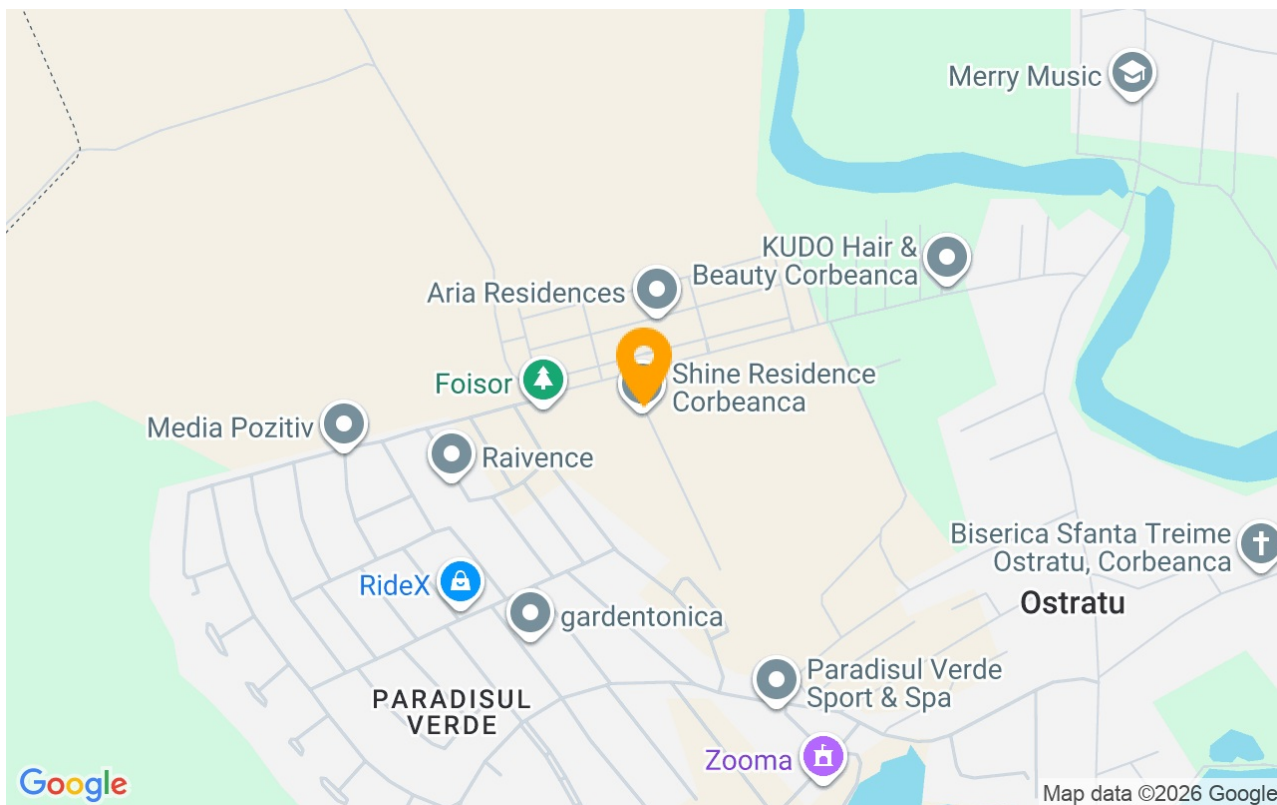 Merry Music
KUDO Hair &
Beauty Corbeanca
Aria Residences
Shine Residence
Corbeanca
Foisor
Media Pozitiv
Raivence
Biserica Sfanta Treime
Ostratu, Corbeanca
RideX
Ostratu
gardentonica
Paradisul Verde
Sport & Spa
PARADISUL
VERDE
Zooma
Google
Map data ©2026 Google